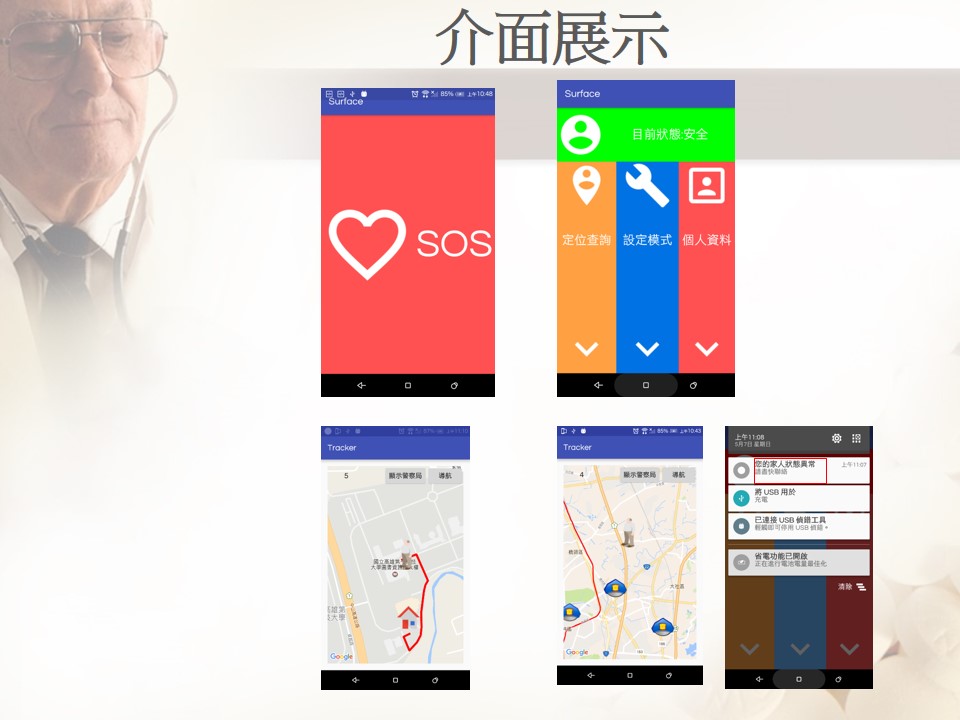 介面展示
85% 上午10:48
Surface
SOS
Surface
目前狀態:安全
定位查詢
設定模式
個人資料
Tracker
5
顯示警察局
導航
Google
85% 上午10:43
Tracker
4
顯示警察局
導航
Google
上午11:08
5月7日 星期日
您的家人狀態異常
上午11:07
請盡快聯絡
將 USB 用於
充電
已連接 USB 偵錯工具
輕觸即可停用 USB 偵錯。
省電功能已開啟
正在進行電池電量最佳化
清除